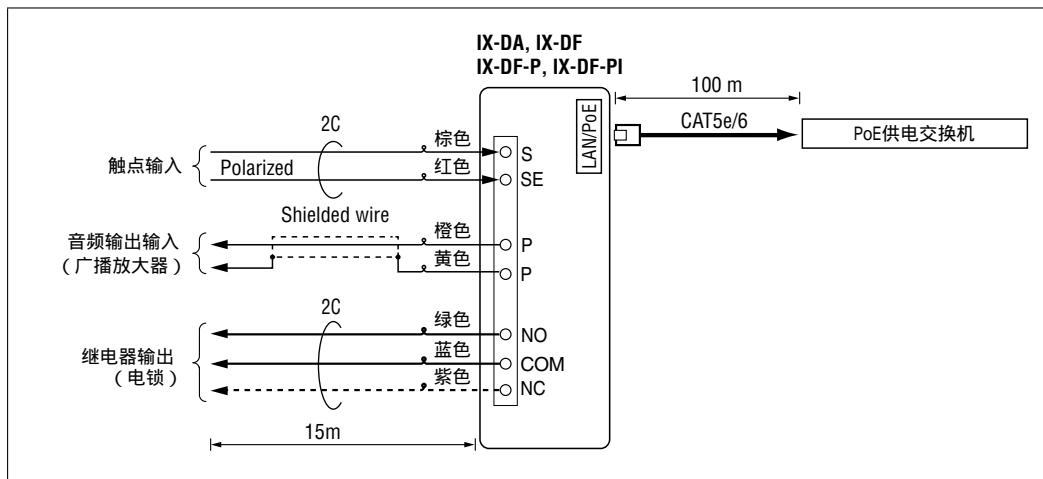 IX-DA, IX-DF
IX-DF-P, IX-DF-PI
100 m
LAN/PoE
CAT5e/6
PoE供电交换机
2C
棕色
S
触点输入
Polarized
红色
SE
Shielded wire
橙色
P
音频输出输入
（广播放大器）
黄色
P
2C
绿色
NO
蓝色
COM
继电器输出
（电锁）
紫色
NC
15m